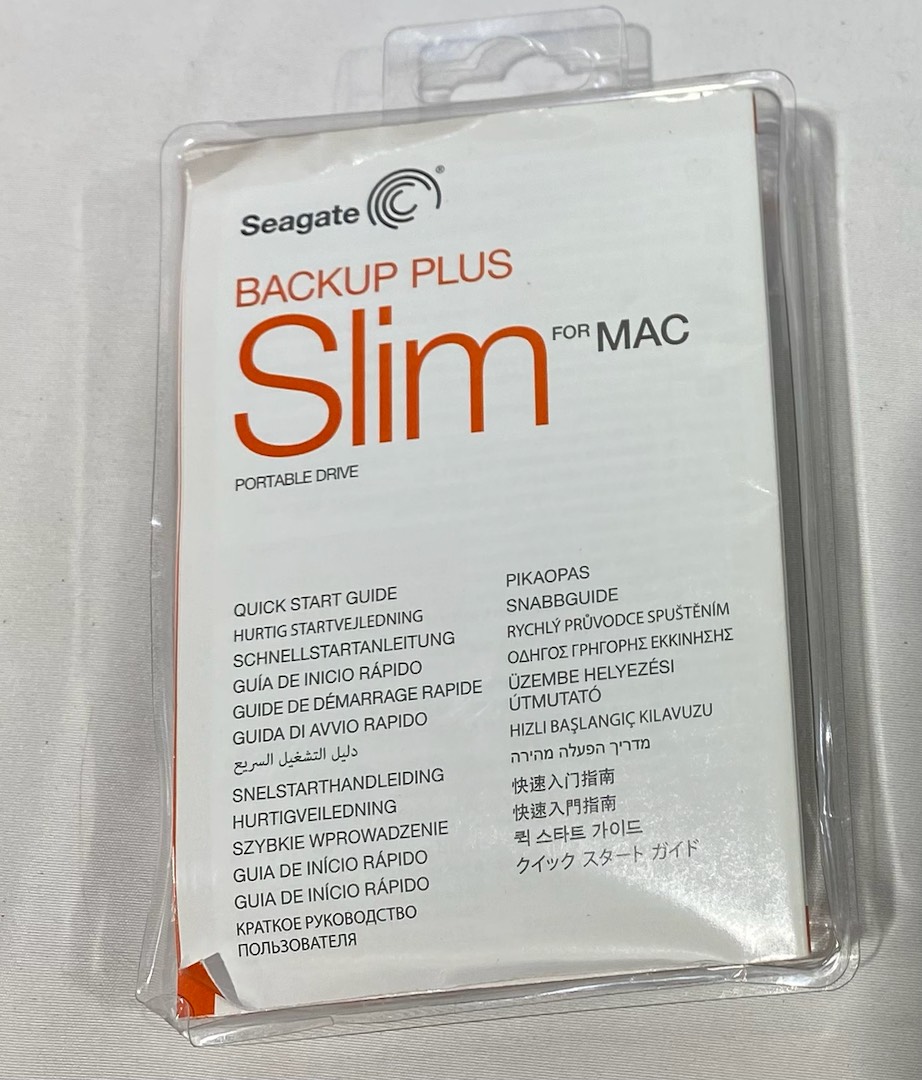 Seagate ®
BACKUP PLUS
Slim FOR MAC
PORTABLE DRIVE
QUICK START GUIDE
HURTIG STARTVEJLEDNING
SCHNELLSTARTANLEITUNG
GUÍA DE INICIO RÁPIDO
GUIDE DE DÉMARRAGE RAPIDE
GUIDA DI AVVIO RAPIDO
دليل التشغيل السريع
SNELSTARTHANDLEIDING
HURTIGVEILEDNING
SZYBKIE WPROWADZENIE
GUIA DE INÍCIO RÁPIDO
GUIA DE INÍCIO RÁPIDO
КРАТКОЕ РУКОВОДСТВО
ПОЛЬЗОВАТЕЛЯ
PIKAOPAS
SNABBGUIDE
RYCHLÝ PRŮVODCE SPUŠTĚNÍM
ΟΔΗΓΟΣ ΓΡΗΓΟΡΗΣ ΕΚΚΙΝΗΣΗΣ
ÜZEMBE HELYEZÉSI
ÚTMUTATÓ
HIZLI BAŞLANGIÇ KILAVUZU
מדריך הפעלה מהירה
快速入门指南
快速入門指南
퀵 스타트 가이드
クイック スタート ガイド